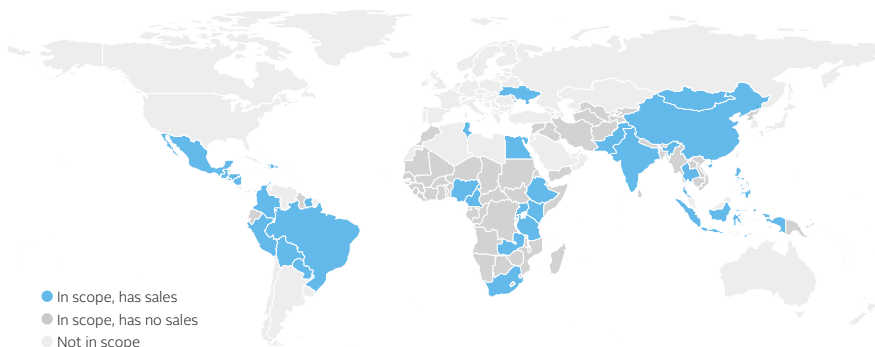 In scope, has sales
In scope, has no sales
Not in scope